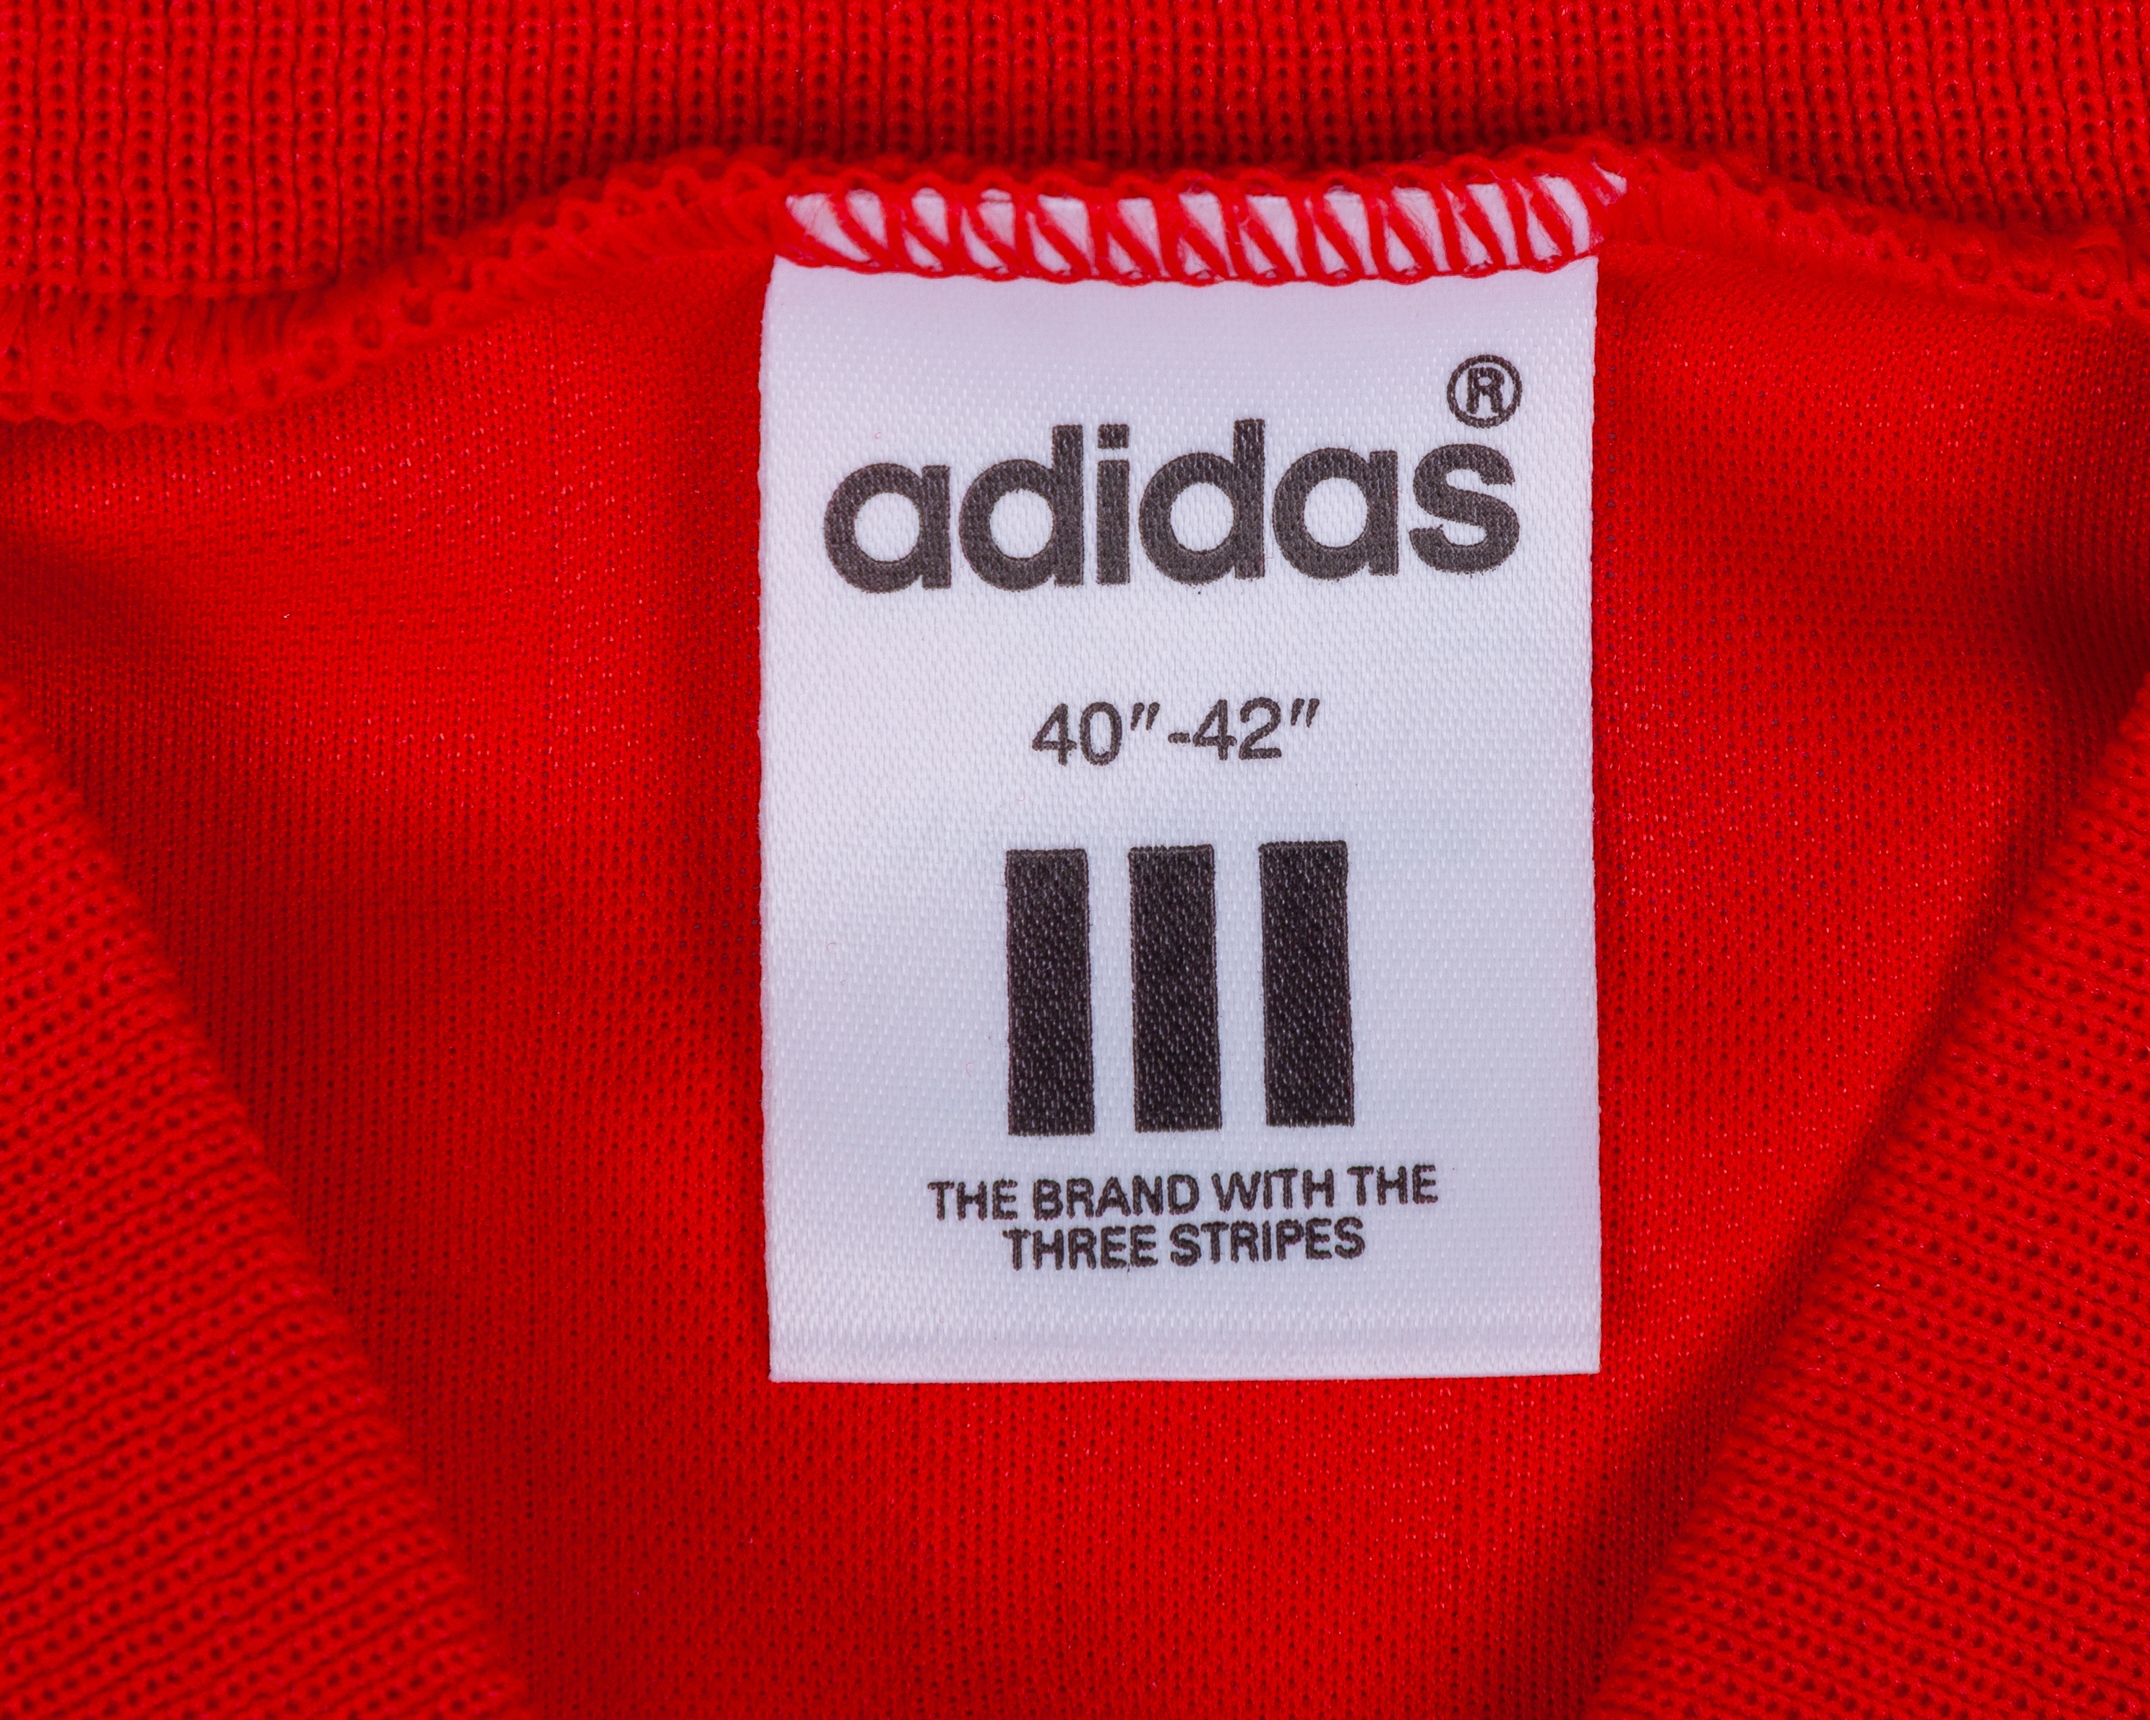 adidas®
40"-42"
THE BRAND WITH THE
THREE STRIPES